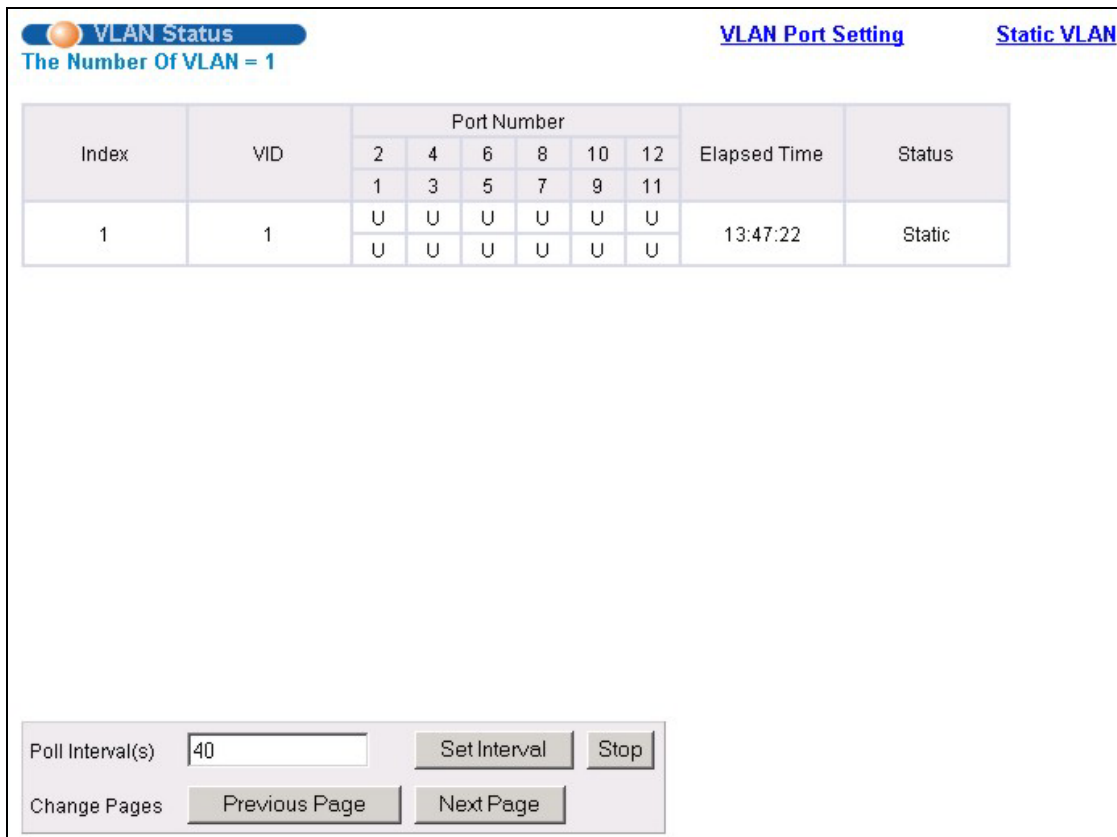 VLAN Status
VLAN Port Setting
Static VLAN
The Number Of VLAN = 1
Index VID Port Number Elapsed Time Status
2 4 6 8 10 12
1 3 5 7 9 11
1 1 U U U U U U 13:47:22 Static
U U U U U U
Poll Interval(s) 40 Set Interval Stop
Change Pages Previous Page Next Page